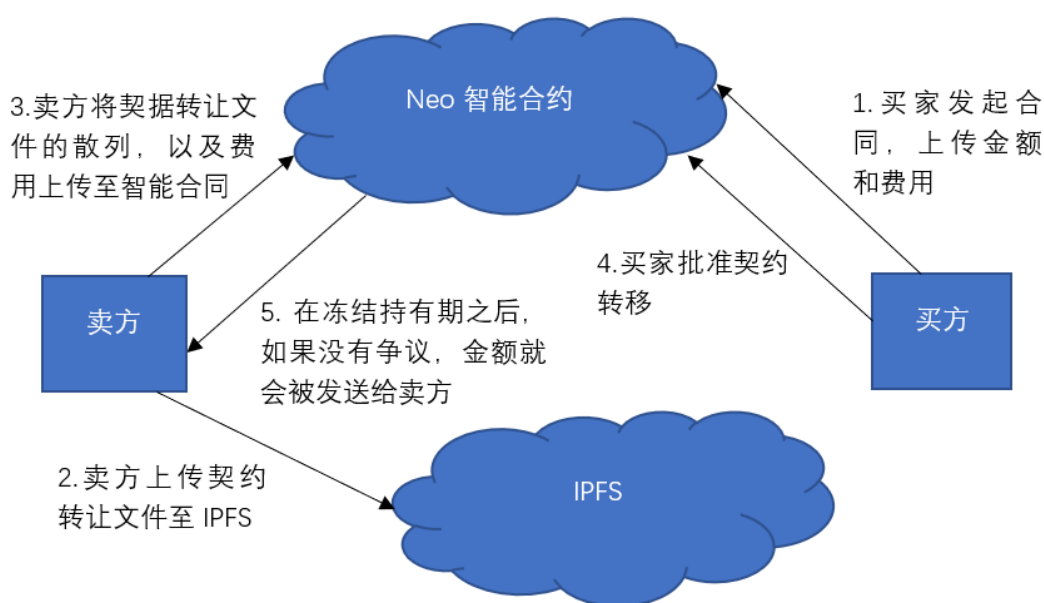 Neo 智能合约
3.卖方将契据转让文
件的散列，以及费
用上传至智能合同
1.买家发起合
同，上传金额
和费用
4.买家批准契约
转移
卖方
5. 在冻结持有期之后，
如果没有争议，金额就
会被发送给卖方
买方
2.卖方上传契约
转让文件至 IPFS
IPFS